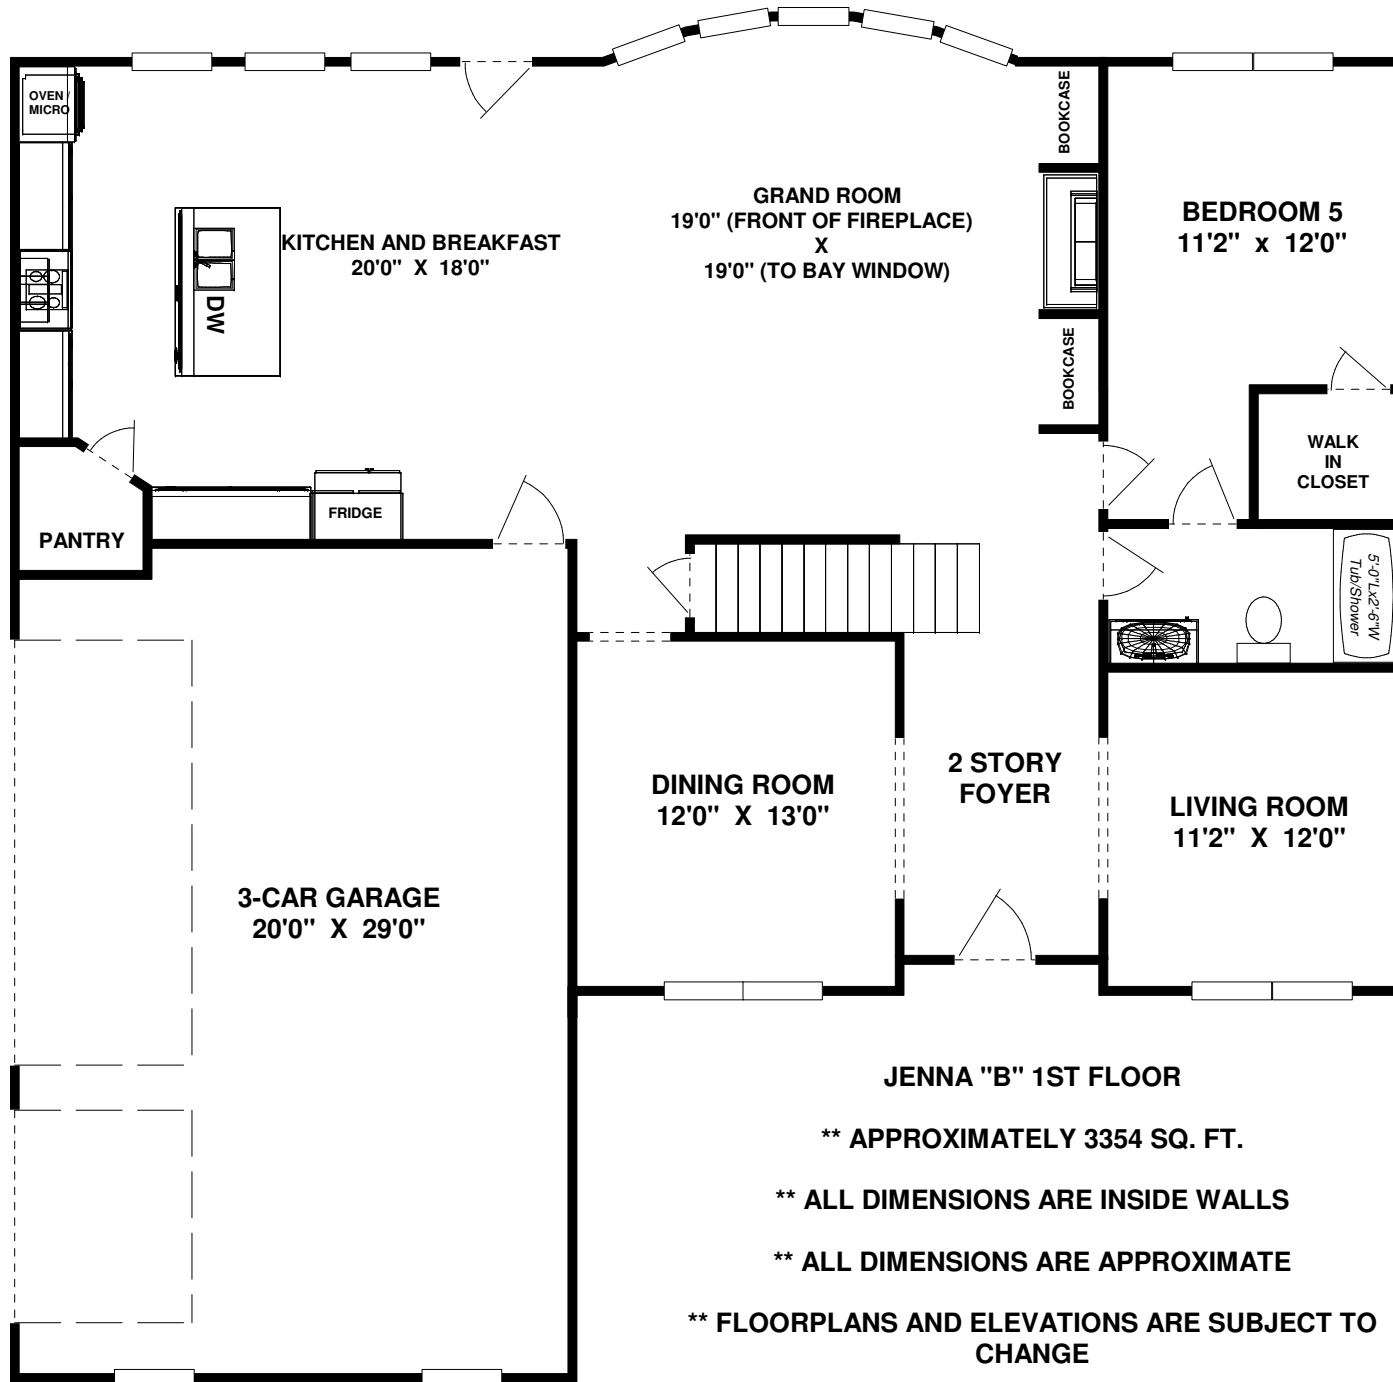 OVEN /
MICRO
BOOKCASE
GRAND ROOM
19'0" (FRONT OF FIREPLACE)
X
19'0" (TO BAY WINDOW)
BEDROOM 5
11'2" x 12'0"
KITCHEN AND BREAKFAST
20'0" X 18'0"
DW
BOOKCASE
WALK
IN
CLOSET
PANTRY
FRIDGE
5'-0"Lx2'-6"W
Tub/Shower
DINING ROOM
12'0" X 13'0"
2 STORY
FOYER
LIVING ROOM
11'2" X 12'0"
3-CAR GARAGE
20'0" X 29'0"
JENNA "B" 1ST FLOOR
** APPROXIMATELY 3354 SQ. FT.
** ALL DIMENSIONS ARE INSIDE WALLS
** ALL DIMENSIONS ARE APPROXIMATE
** FLOORPLANS AND ELEVATIONS ARE SUBJECT TO
CHANGE